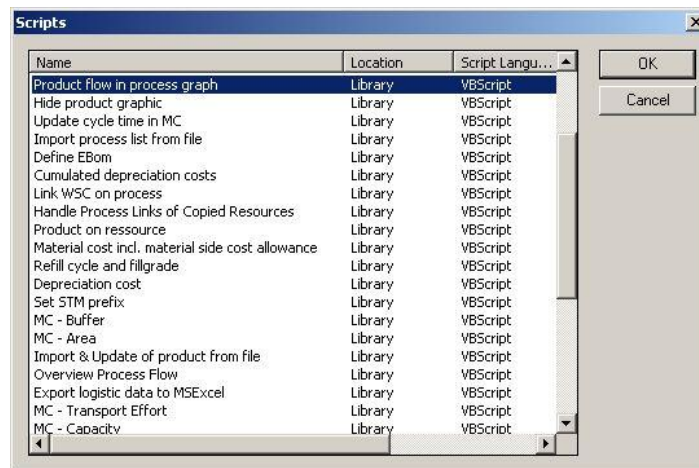 Scripts
Name Location Script Langu...
OK
Cancel
Product flow in process graph Library VBScript
Hide product graphic Library VBScript
Update cycle time in MC Library VBScript
Import process list from file Library VBScript
Define EBom Library VBScript
Cumulated depreciation costs Library VBScript
Link WSC on process Library VBScript
Handle Process Links of Copied Resources Library VBScript
Product on ressource Library VBScript
Material cost incl. material side cost allowance Library VBScript
Refill cycle and fillgrade Library VBScript
Depreciation cost Library VBScript
Set STM prefix Library VBScript
MC - Buffer Library VBScript
MC - Area Library VBScript
Import & Update of product from file Library VBScript
Overview Process Flow Library VBScript
Export logistic data to MSExcel Library VBScript
MC - Transport Effort Library VBScript
MC - Capacity Library VBScript